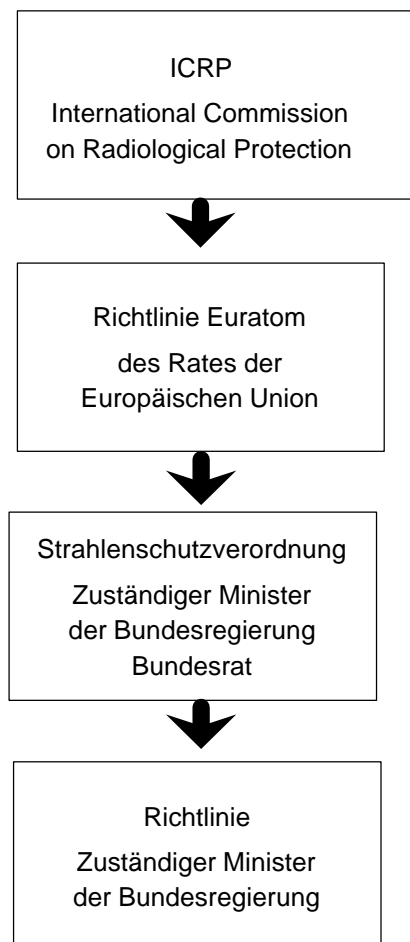 ICRP
International Commission
on Radiological Protection
Richtlinie Euratom
des Rates der
Europäischen Union
Strahlenschutzverordnung
Zuständiger Minister
der Bundesregierung
Bundesrat
Richtlinie
Zuständiger Minister
der Bundesregierung